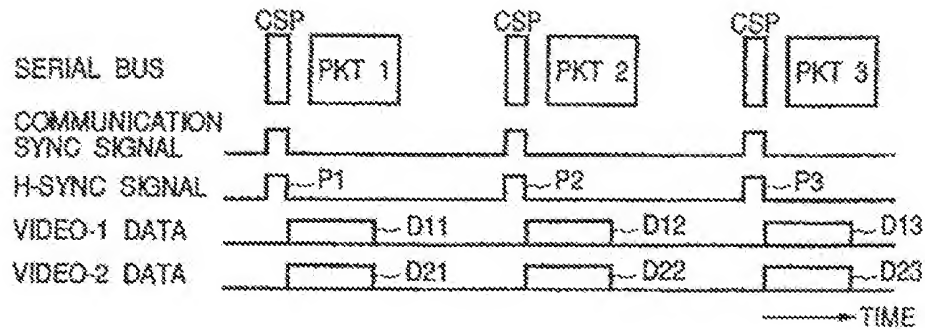 CSP CSP CSP
SERIAL BUS PKT 1 PKT 2 PKT 3
COMMUNICATION
SYNC SIGNAL
H-SYNC SIGNAL P1 P2 P3
VIDEO-1 DATA D11 D12 D13
VIDEO-2 DATA D21 D22 D23
TIME